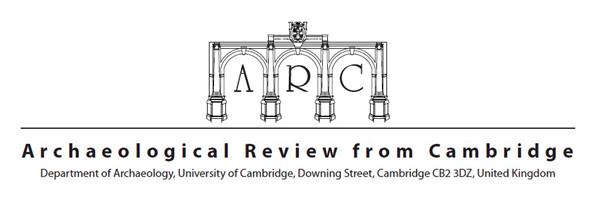 A R C
Archaeological Review from Cambridge
Department of Archaeology, University of Cambridge, Downing Street, Cambridge CB2 3DZ, United Kingdom